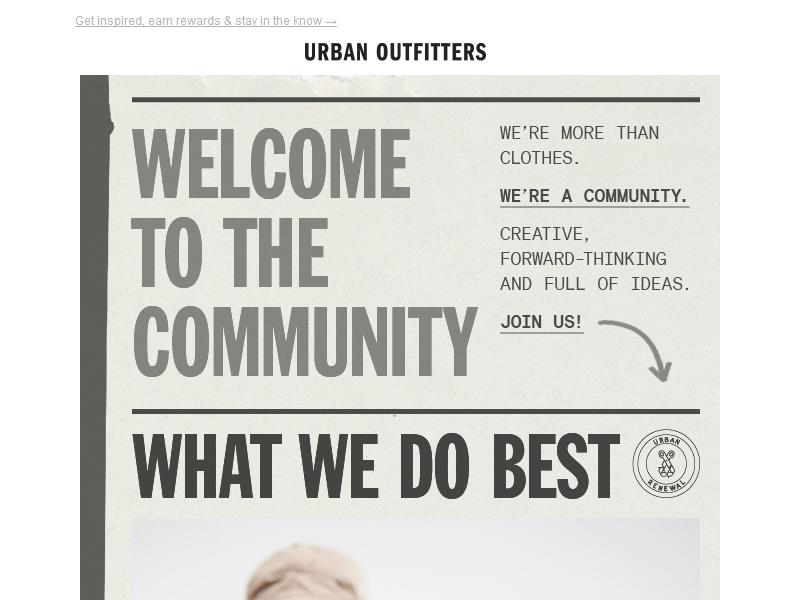 Get inspired, earn rewards & stay in the know →
URBAN OUTFITTERS
WELCOME
TO THE
COMMUNITY
WE’RE MORE THAN
CLOTHES.
WE’RE A COMMUNITY.
CREATIVE,
FORWARD-THINKING
AND FULL OF IDEAS.
JOIN US!
WHAT WE DO BEST
URBAN
RENEWAL